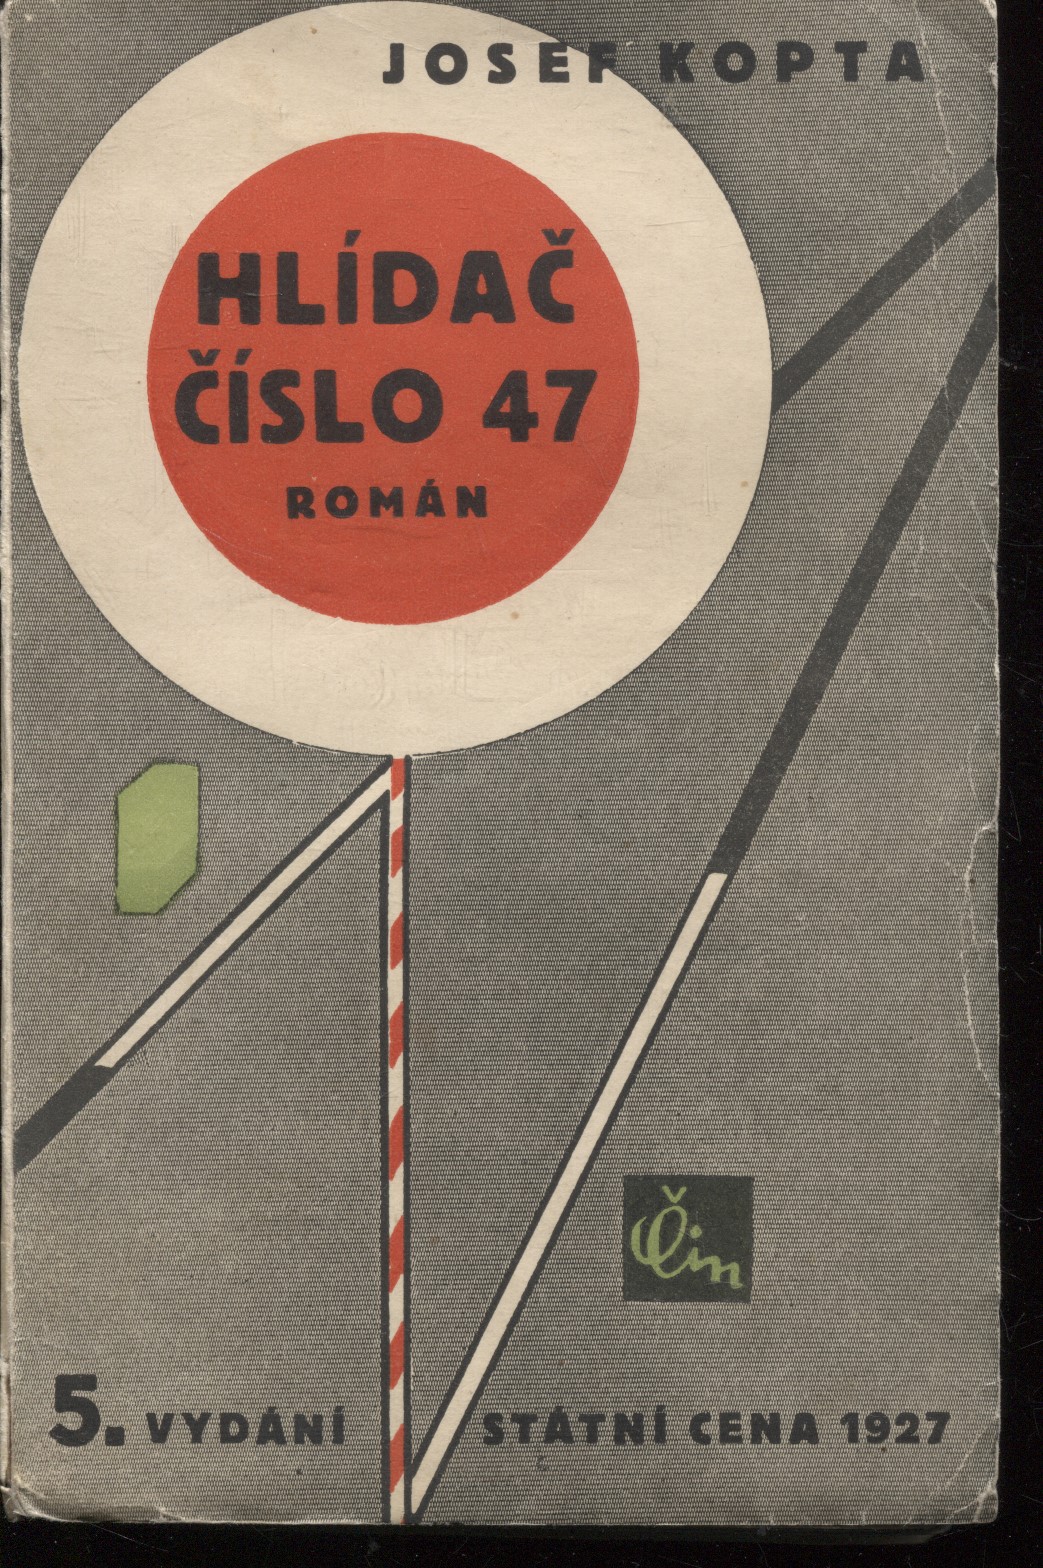 JOSEF KOPTA
HLÍDAČ
ČÍSLO 47
ROMÁN
Čin
5. VYDÁNÍ STÁTNÍ CENA 1927